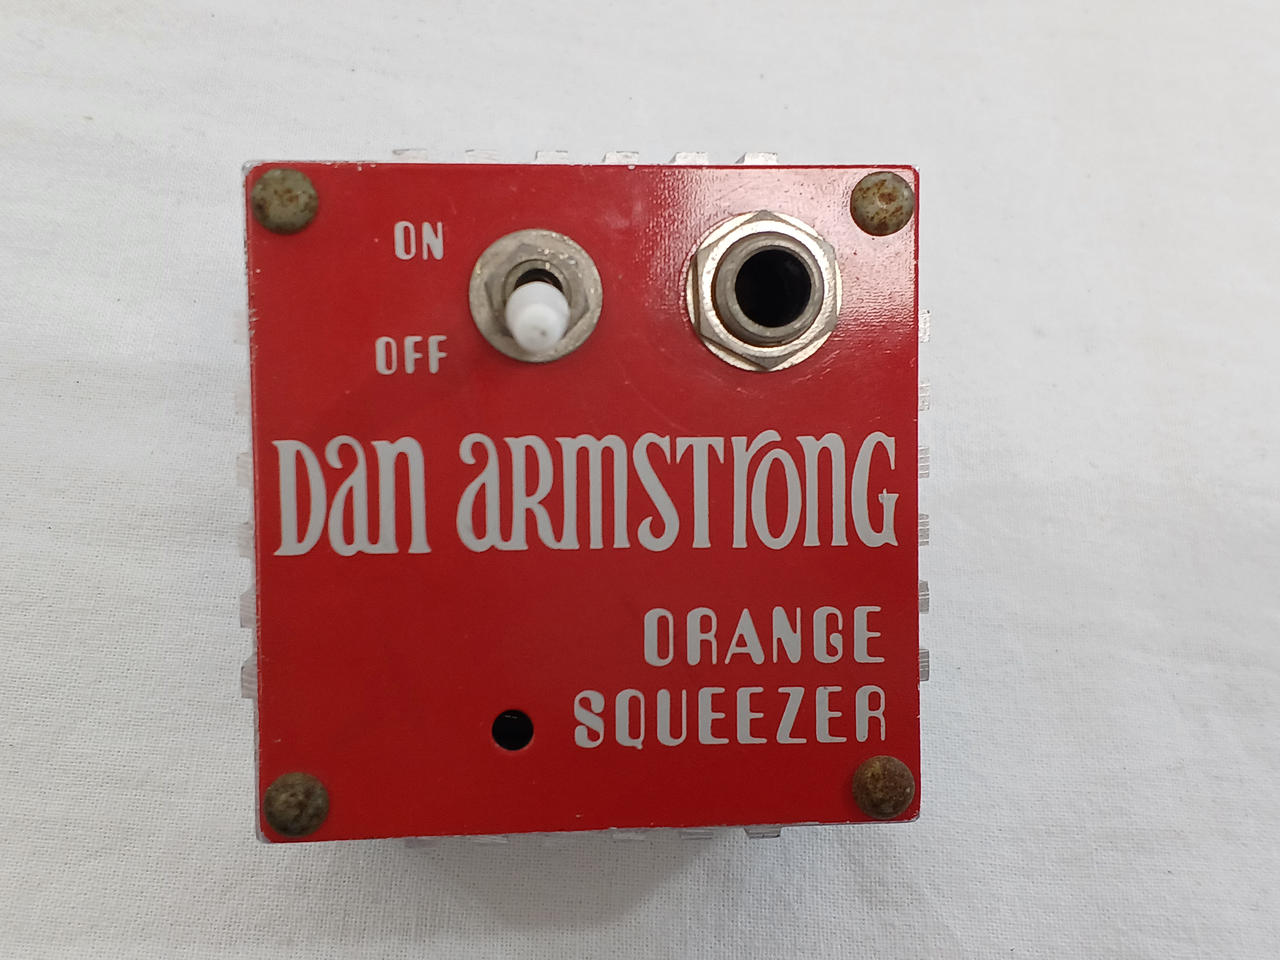 ON
OFF
Dan ARMSTRONG
ORANGE
SQUEEZER